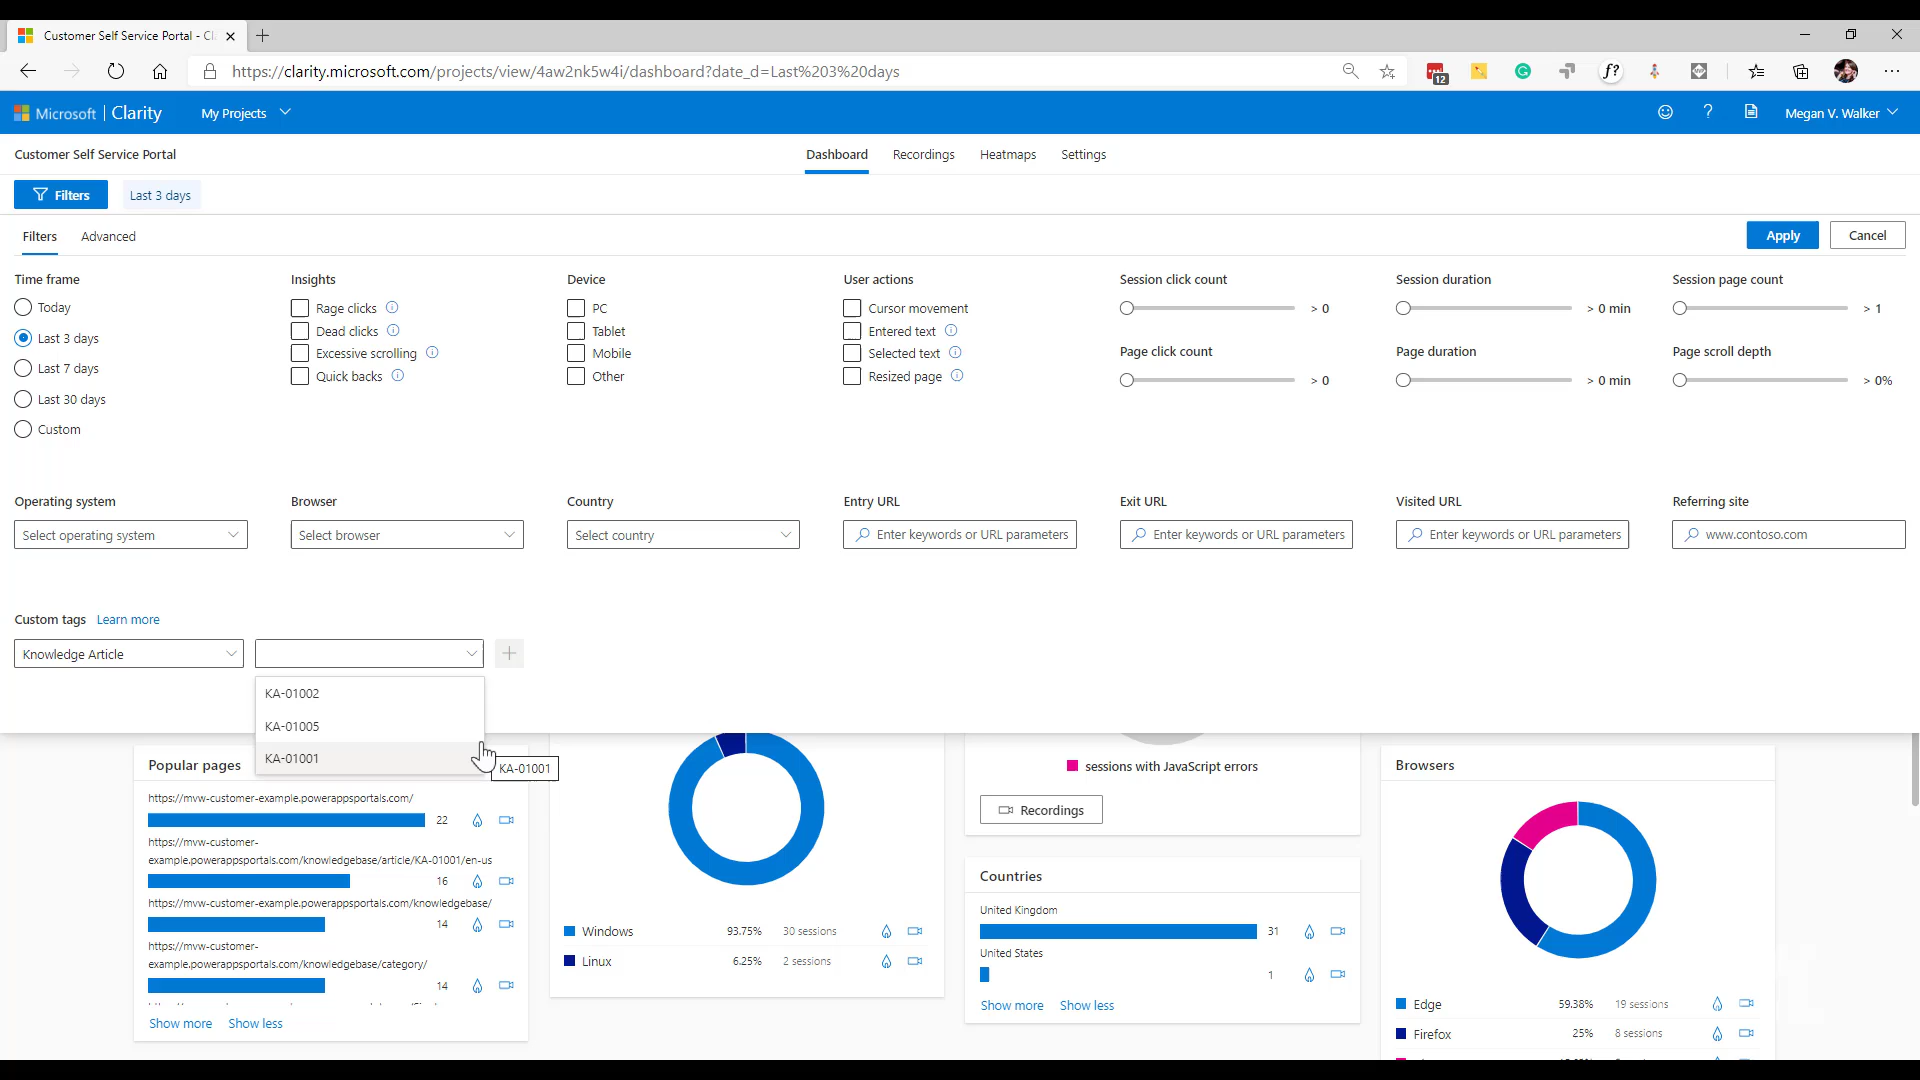 Customer Self Service Portal - Cl
https://clarity.microsoft.com/projects/view/4aw2nk5w4i/dashboard?date_d=Last%203%20days
12
f?
Microsoft | Clarity
My Projects
?
Megan V. Walker
Customer Self Service Portal
Dashboard
Recordings
Heatmaps
Settings
Filters
Last 3 days
Filters
Advanced
Apply
Cancel
Time frame
Today
Last 3 days
Last 7 days
Last 30 days
Custom
Insights
Rage clicks
Dead clicks
Excessive scrolling
Quick backs
Device
PC
Tablet
Mobile
Other
User actions
Cursor movement
Entered text
Selected text
Resized page
Session click count
> 0
Page click count
> 0
Session duration
> 0 min
Page duration
> 0 min
Session page count
> 1
Page scroll depth
> 0%
Operating system
Select operating system
Browser
Select browser
Country
Select country
Entry URL
Enter keywords or URL parameters
Exit URL
Enter keywords or URL parameters
Visited URL
Enter keywords or URL parameters
Referring site
www.contoso.com
Custom tags Learn more
Knowledge Article
KA-01002
KA-01005
KA-01001
KA-01001
Popular pages
https://mvw-customer-example.powerappsportals.com/
22
https://mvw-customer-
example.powerappsportals.com/knowledgebase/article/KA-01001/en-us
16
https://mvw-customer-example.powerappsportals.com/knowledgebase/
14
https://mvw-customer-
example.powerappsportals.com/knowledgebase/category/
14
Show more Show less
Windows 93.75% 30 sessions
Linux 6.25% 2 sessions
sessions with JavaScript errors
Recordings
Countries
United Kingdom
31
United States
1
Show more Show less
Browsers
Edge 59.38% 19 sessions
Firefox 25% 8 sessions